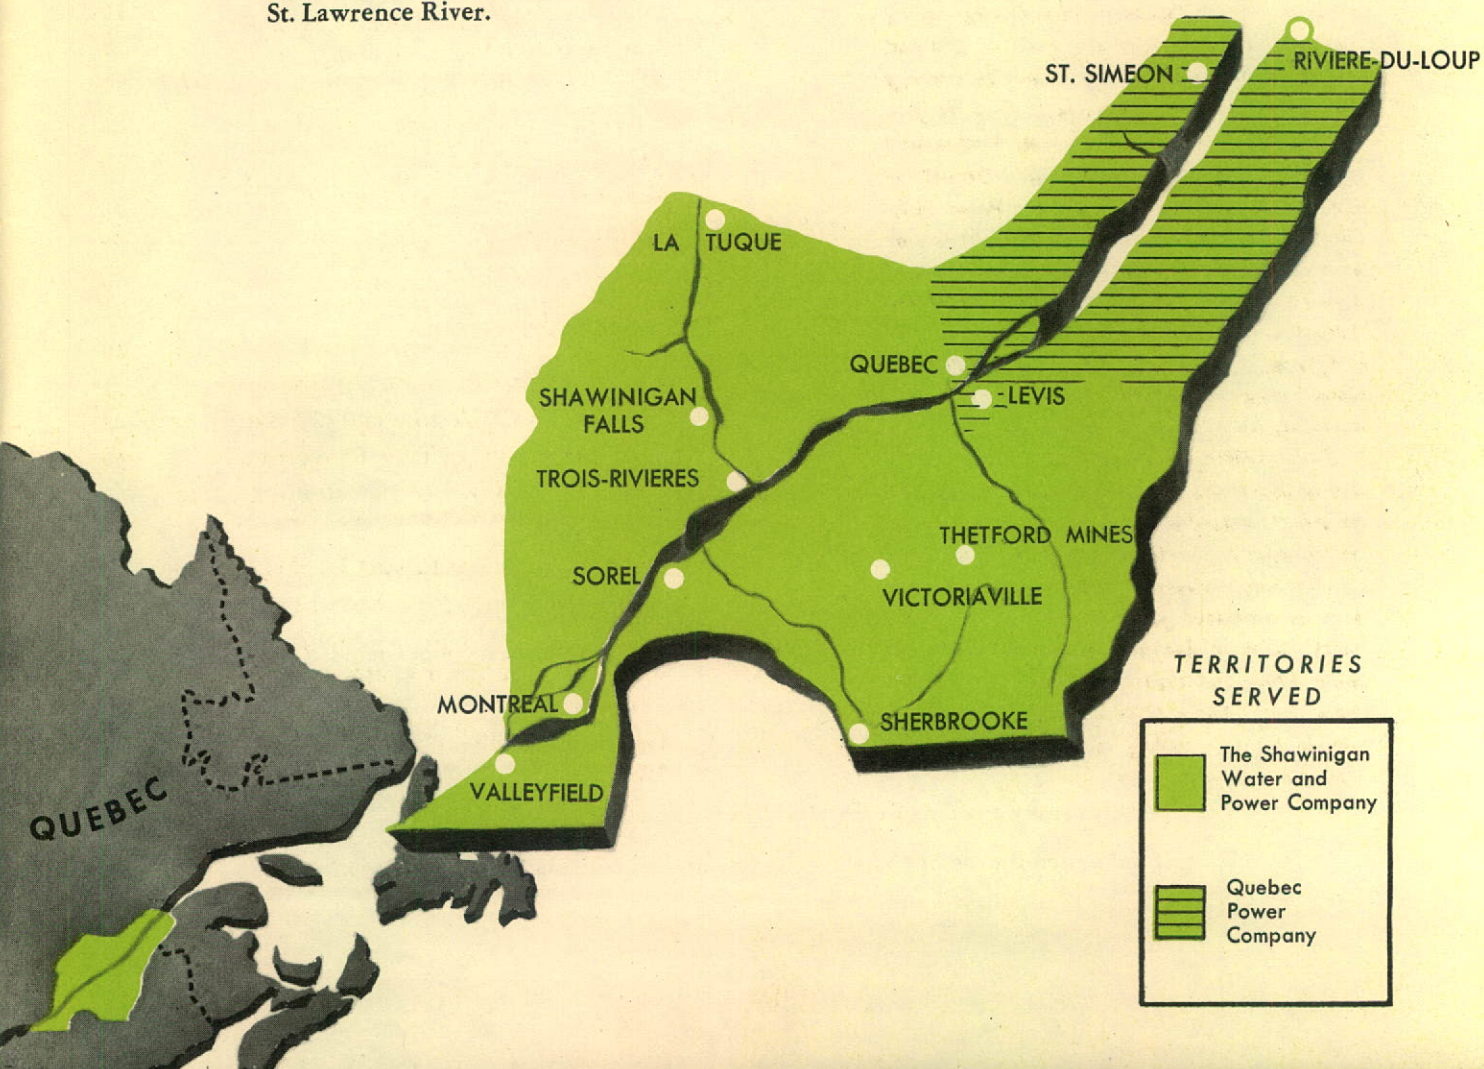 St. Lawrence River.
ST. SIMEON
RIVIERE-DU-LOUP
LA TUQUE
QUEBEC
LEVIS
SHAWINIGAN
FALLS
TROIS-RIVIERES
THETFORD MINES
SOREL
VICTORIAVILLE
MONTREAL
SHERBROOKE
VALLEYFIELD
QUEBEC
TERRITORIES
SERVED
The Shawinigan
Water and
Power Company
Quebec
Power
Company